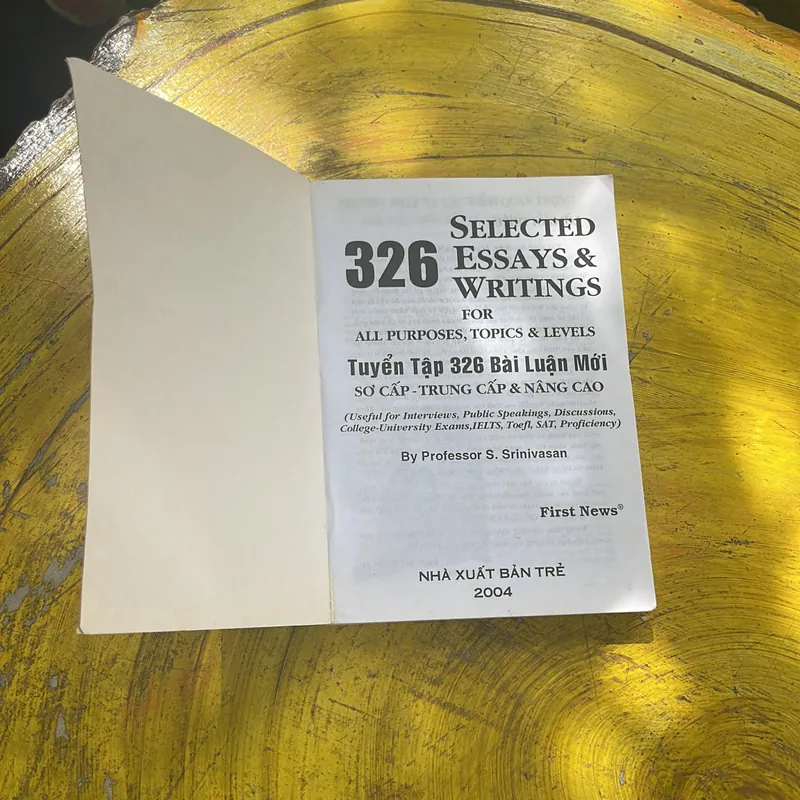 326 SELECTED
ESSAYS &
WRITINGS
FOR
ALL PURPOSES, TOPICS & LEVELS
Tuyển Tập 326 Bài Luận Mới
SƠ CẤP - TRUNG CẤP & NÂNG CAO
(Useful for Interviews, Public Speakings, Discussions,
College-University Exams,IELTS, Toefl, SAT, Proficiency)
By Professor S. Srinivasan
First News®
NHÀ XUẤT BẢN TRẺ
2004